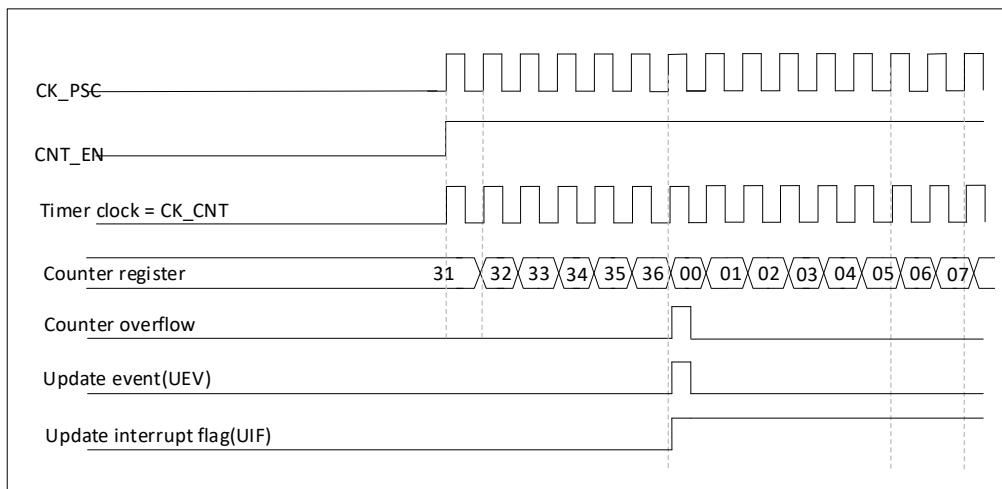 CK_PSC
CNT_EN
Timer clock = CK_CNT
Counter register 31 32 33 34 35 36 00 01 02 03 04 05 06 07
Counter overflow
Update event(UEV)
Update interrupt flag(UIF)